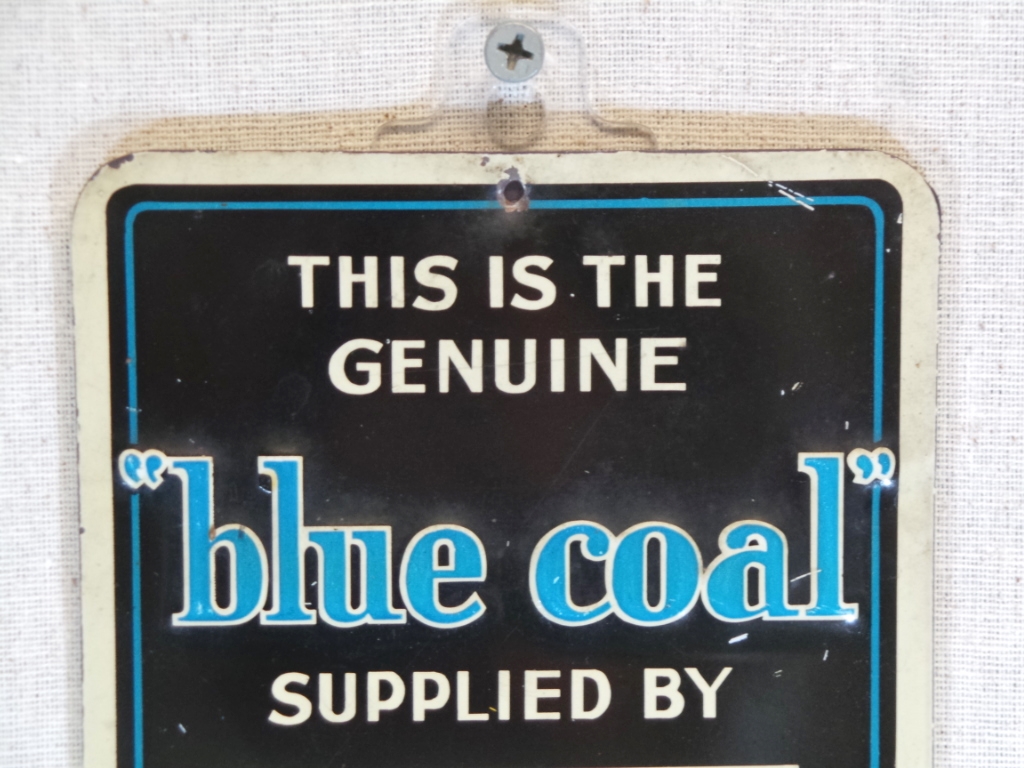 THIS IS THE
GENUINE
“blue coal”
SUPPLIED BY